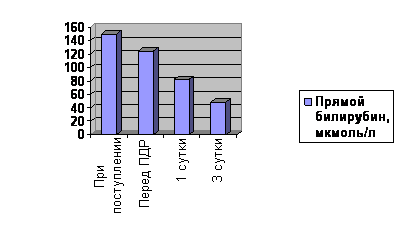 160
140
120
100
80
60
40
20
0
При
поступлении
Перед ПДР
1 сутки
3 сутки
Прямой
билирубин,
мкмоль/л